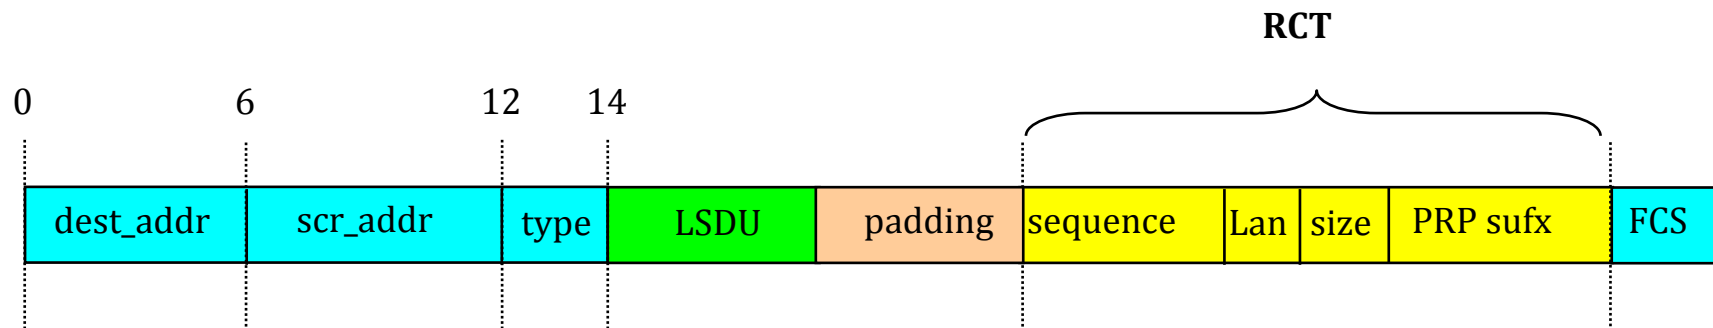 RCT
0 6 12 14
dest_addr scr_addr type LSDU padding sequence Lan size PRP sufx FCS